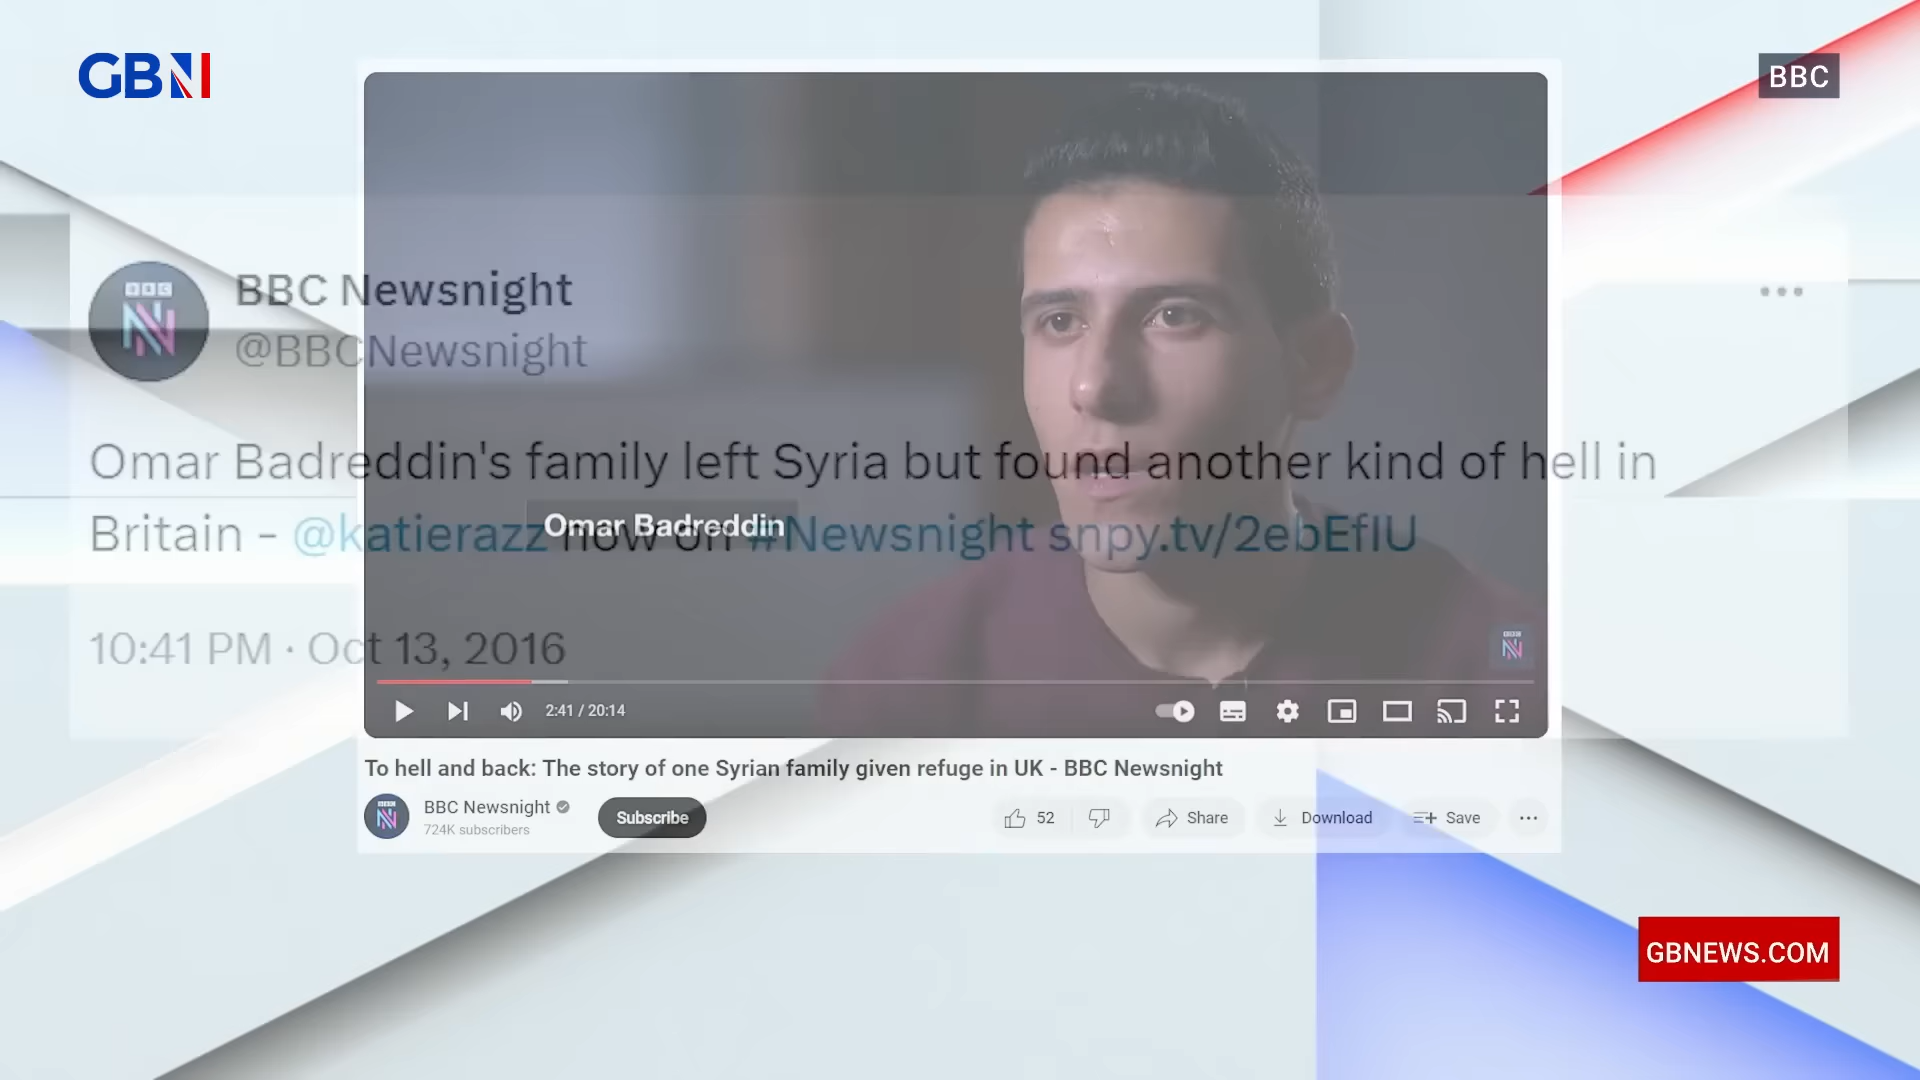 GBN
BBC
BBC Newsnight
@BBCNewsnight
Omar Badreddin's family left Syria but found another kind of hell in
Britain - @katierazz now on #Newsnight snpy.tv/2ebEflU
Omar Badreddin
10:41 PM · Oct 13, 2016
2:41 / 20:14
To hell and back: The story of one Syrian family given refuge in UK - BBC Newsnight
BBC Newsnight
724K subscribers
Subscribe
52
Share
Download
Save
GBNEWS.COM